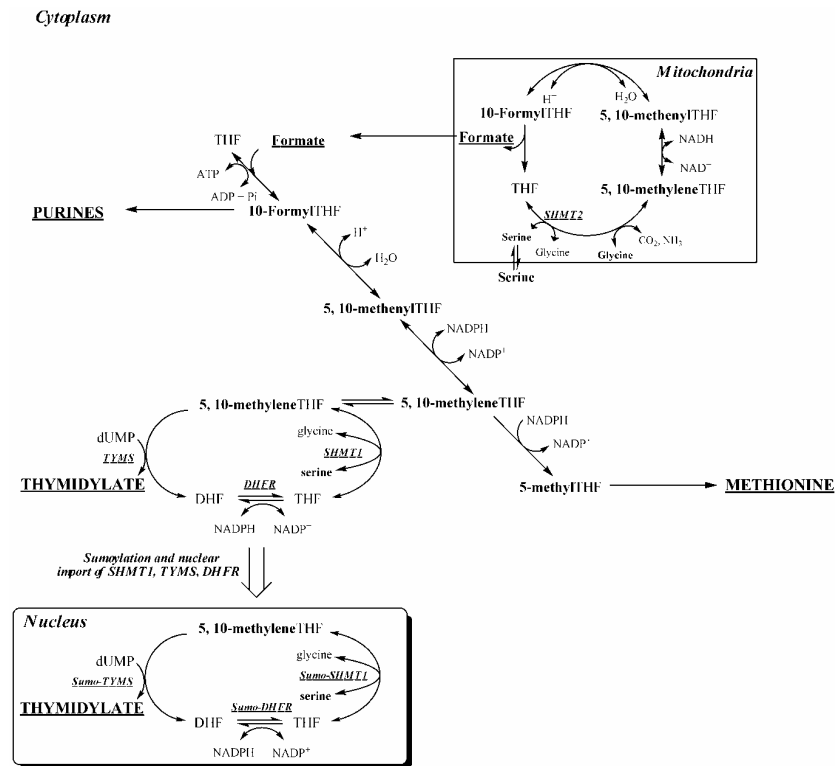 Cytoplasm
Mitochondria
H⁻
H₂O
10-FormylTHF
5, 10-methenylTHF
Formate
NADH
NAD⁻
THF
5, 10-methyleneTHF
SHMT2
Serine
Glycine
Glycine
CO₂, NH₃
Serine
THF
Formate
ATP
ADP – Pi
10-FormylTHF
PURINES
H⁺
H₂O
5, 10-methenylTHF
NADPH
NADP⁺
5, 10-methyleneTHF
5, 10-methyleneTHF
NADPH
NADP⁺
5-methylTHF
METHIONINE
dUMP
TYMS
THYMIDYLATE
glycine
SHMT1
serine
DHF
DHFR
THF
NADPH
NADP⁻
Sumoylation and nuclear
import of SHMT1, TYMS, DHFR
Nucleus
5, 10-methyleneTHF
dUMP
Sumo-TYMS
THYMIDYLATE
glycine
Sumo-SHMT1
serine
DHF
Sumo-DHFR
THF
NADPH
NADP⁺